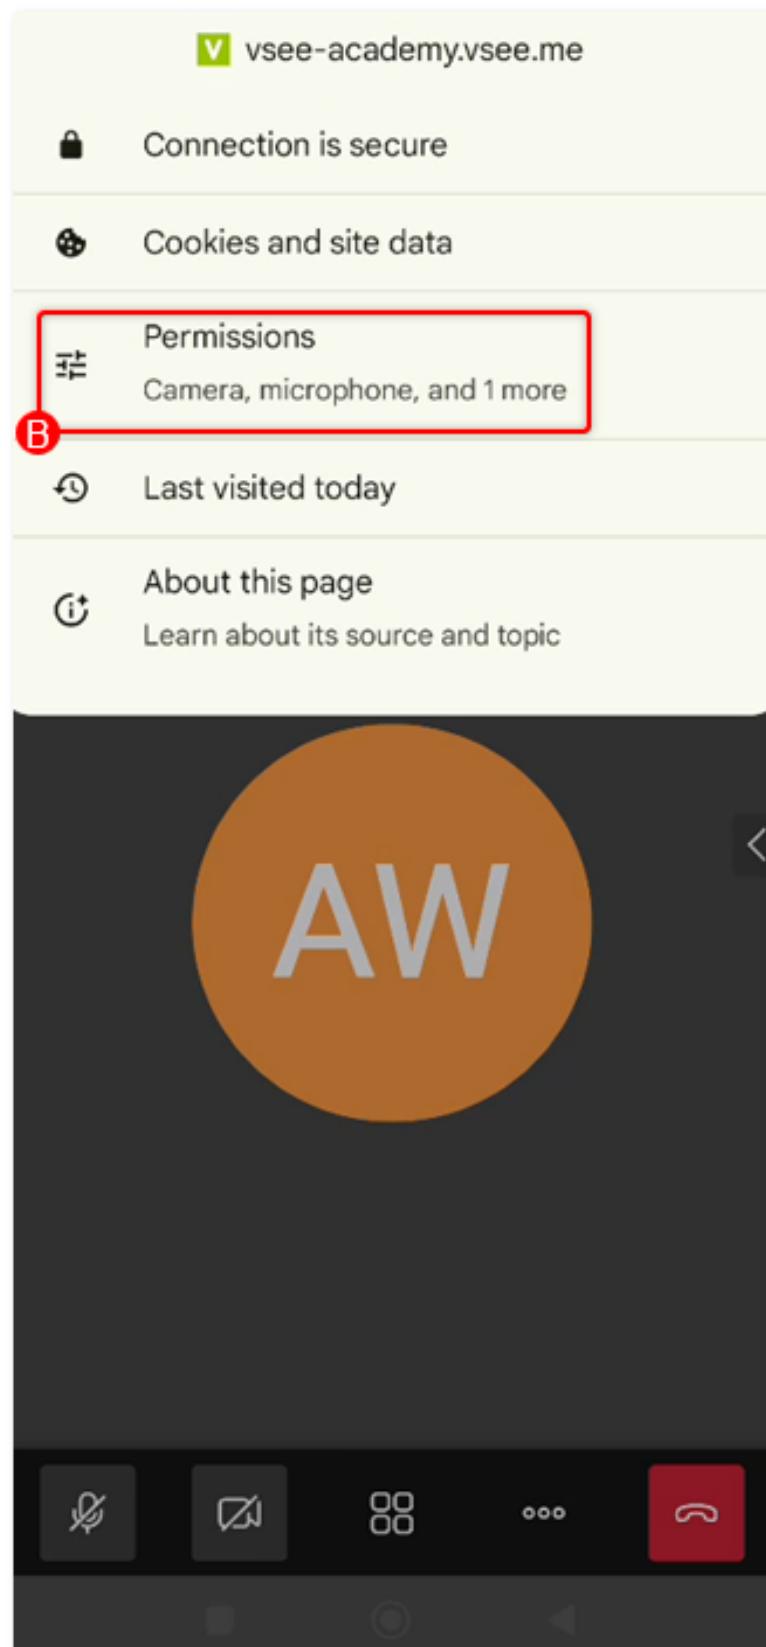 V vsee-academy.vsee.me
Connection is secure
Cookies and site data
Permissions
Camera, microphone, and 1 more
B
Last visited today
About this page
Learn about its source and topic
AW